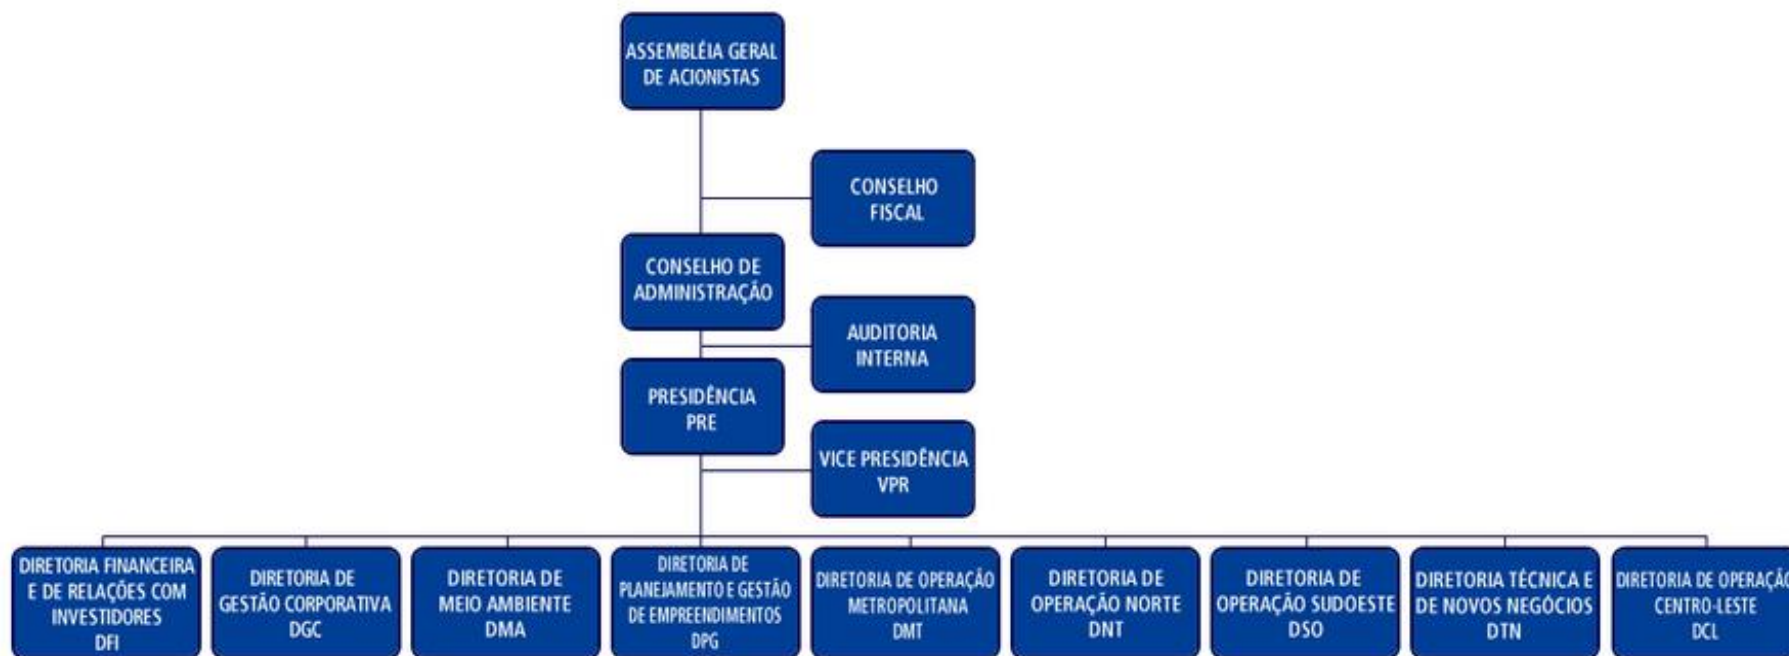 ASSEMBLÉIA GERAL
DE ACIONISTAS
CONSELHO
FISCAL
CONSELHO DE
ADMINISTRAÇÃO
AUDITORIA
INTERNA
PRESIDÊNCIA
PRE
VICE PRESIDÊNCIA
VPR
DIRETORIA FINANCEIRA
E DE RELAÇÕES COM
INVESTIDORES
DFI
DIRETORIA DE
GESTÃO CORPORATIVA
DGC
DIRETORIA DE
MEIO AMBIENTE
DMA
DIRETORIA DE
PLANEJAMENTO E GESTÃO
DE EMPREENDIMENTOS
DPG
DIRETORIA DE OPERAÇÃO
METROPOLITANA
DMT
DIRETORIA DE
OPERAÇÃO NORTE
DNT
DIRETORIA DE
OPERAÇÃO SUDOESTE
DSO
DIRETORIA TÉCNICA E
DE NOVOS NEGÓCIOS
DTN
DIRETORIA DE OPERAÇÃO
CENTRO-LESTE
DCL